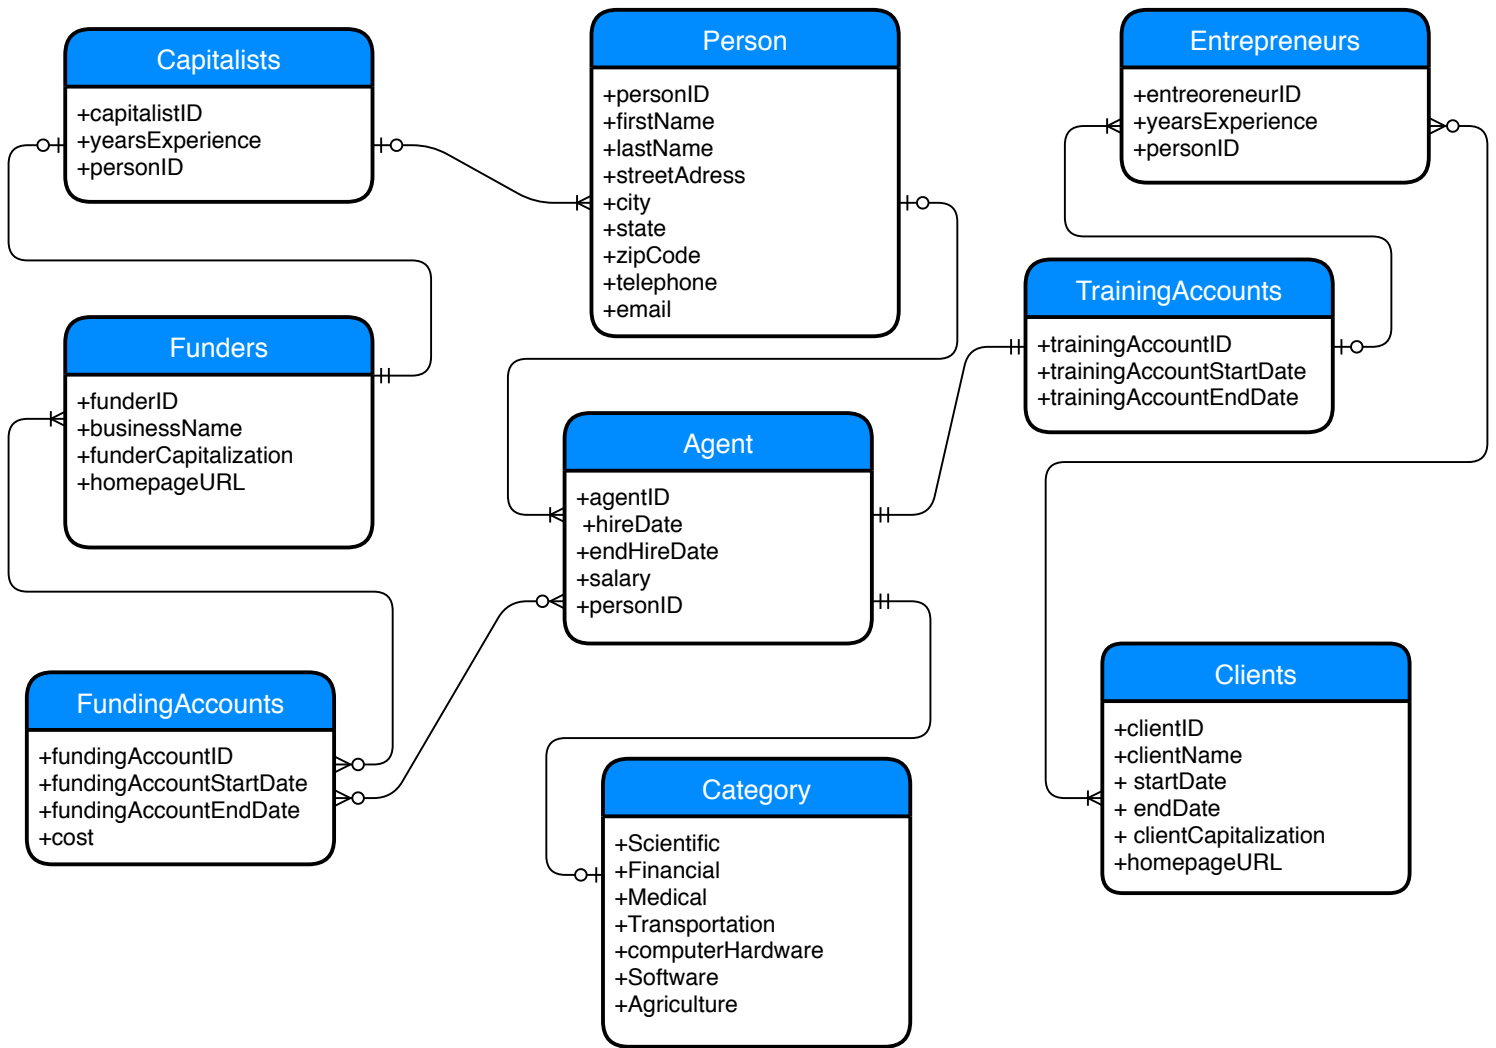 Capitalists
+capitalistID
+yearsExperience
+personID
Person
+personID
+firstName
+lastName
+streetAdress
+city
+state
+zipCode
+telephone
+email
Entrepreneurs
+entreoreneurID
+yearsExperience
+personID
Funders
+funderID
+businessName
+funderCapitalization
+homepageURL
TrainingAccounts
+trainingAccountID
+trainingAccountStartDate
+trainingAccountEndDate
Agent
+agentID
+hireDate
+endHireDate
+salary
+personID
FundingAccounts
+fundingAccountID
+fundingAccountStartDate
+fundingAccountEndDate
+cost
Category
+Scientific
+Financial
+Medical
+Transportation
+computerHardware
+Software
+Agriculture
Clients
+clientID
+clientName
+ startDate
+ endDate
+ clientCapitalization
+homepageURL